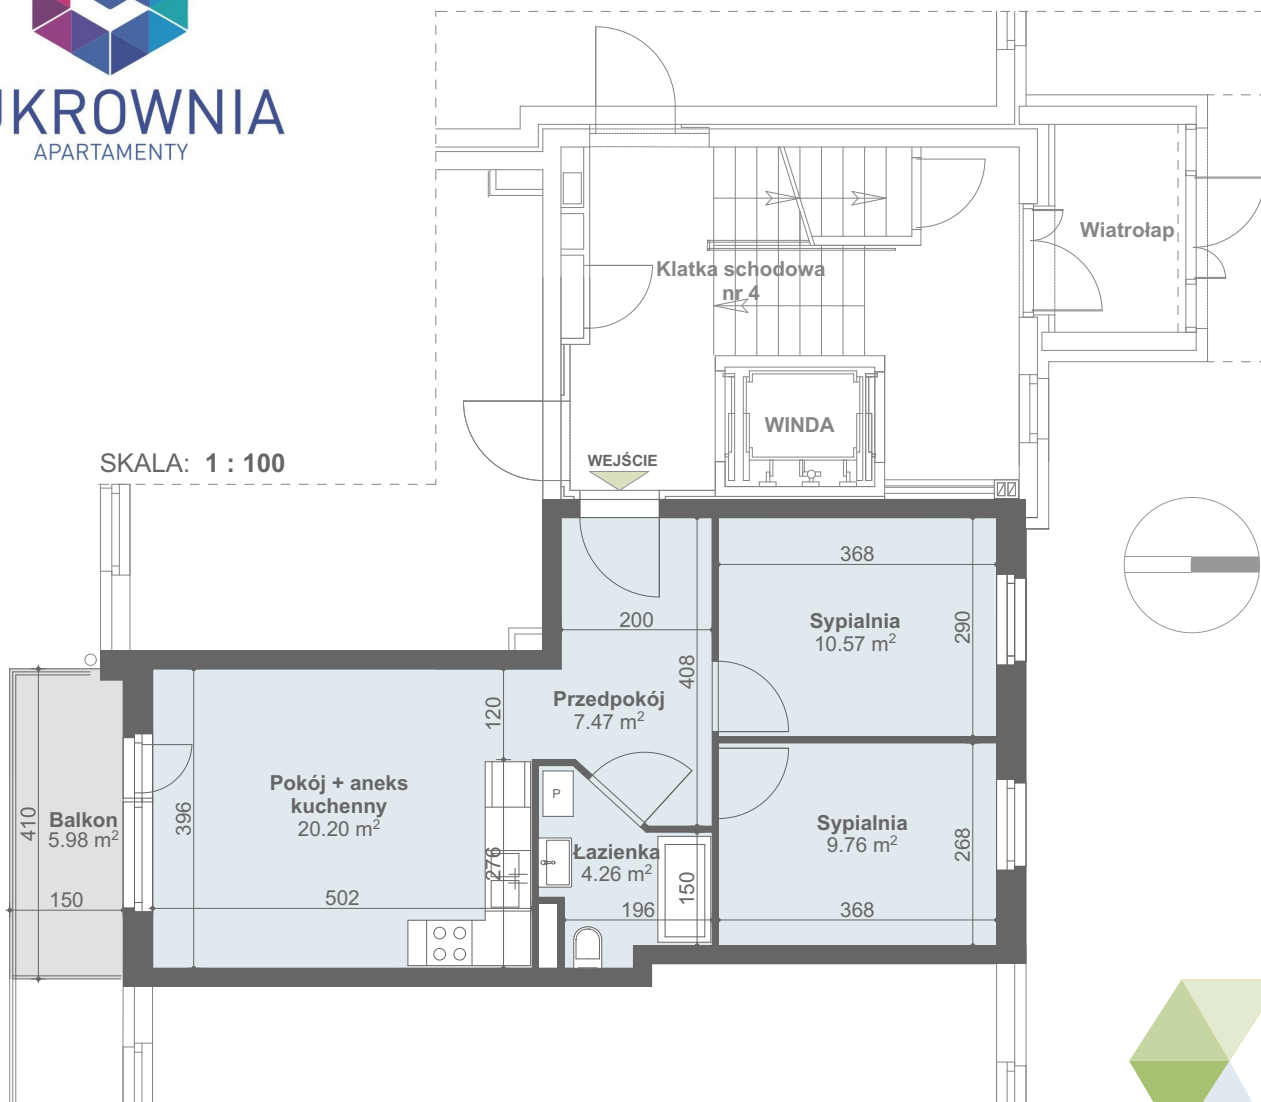 UKROWNIA
APARTAMENTY
Wiatrołap
Klatka schodowa
nr 4
WINDA
SKALA: 1 : 100
WEJŚCIE
368
200
Sypialnia
10.57 m²
290
408
Przedpokój
7.47 m²
120
Pokój + aneks
kuchenny
20.20 m²
P
396
410
Balkon
5.98 m²
Sypialnia
9.76 m²
268
Łazienka
4.26 m²
276
150
150
502
196
368